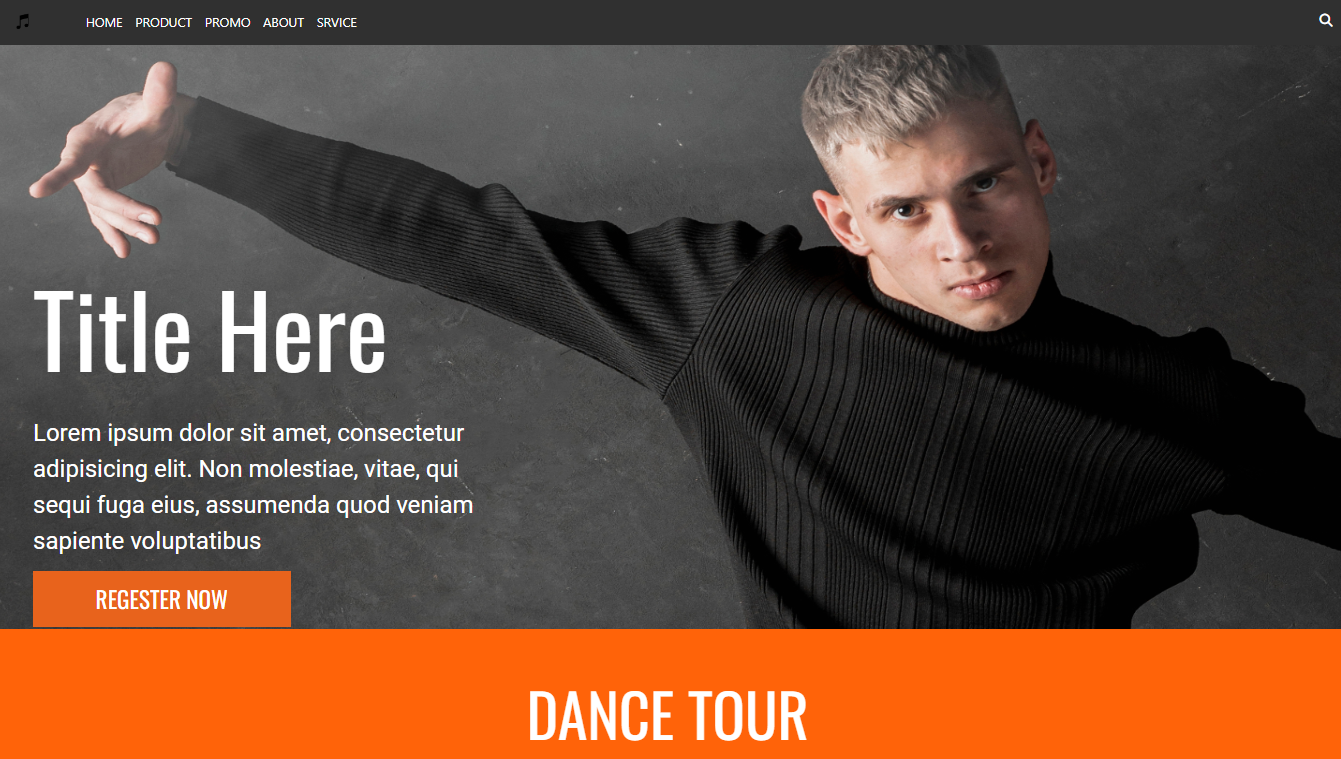 HOME PRODUCT PROMO ABOUT SRVICE
Title Here
Lorem ipsum dolor sit amet, consectetur
adipisicing elit. Non molestiae, vitae, qui
sequi fuga eius, assumenda quod veniam
sapiente voluptatibus
REGESTER NOW
DANCE TOUR